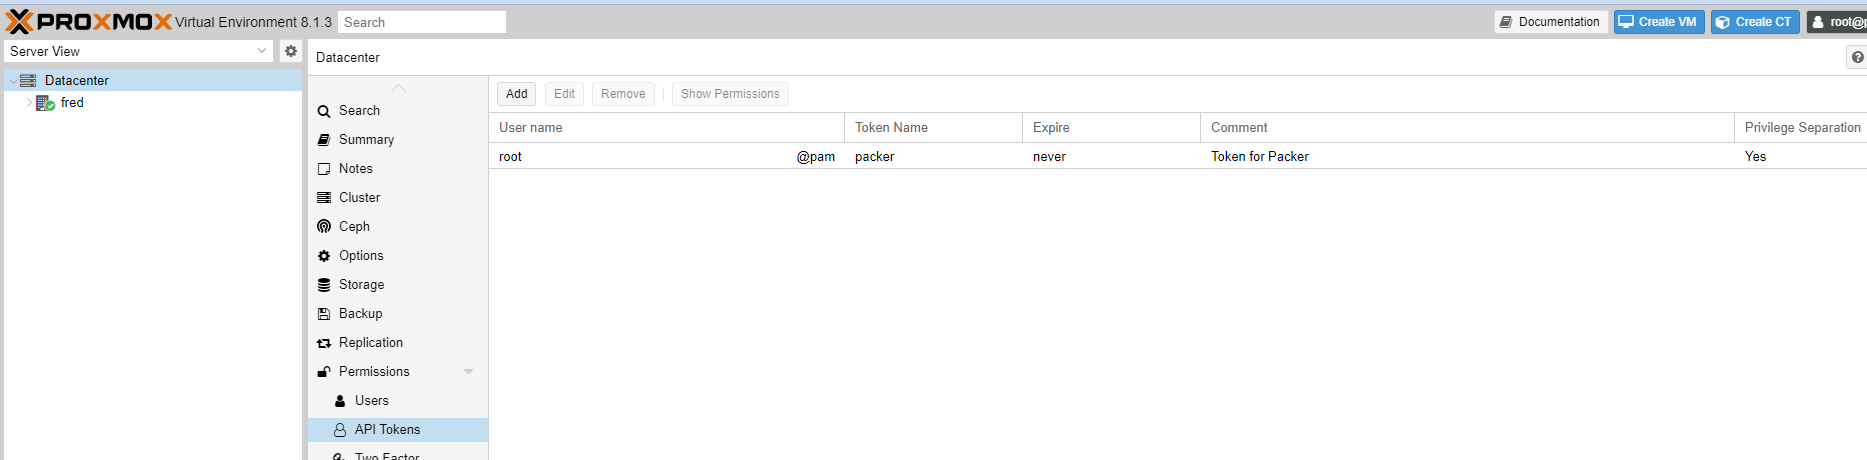 PROXMOX Virtual Environment 8.1.3 Search Documentation Create VM Create CT root@p
Server View
Datacenter
Datacenter
fred
Search
Summary
Notes
Cluster
Ceph
Options
Storage
Backup
Replication
Permissions
Users
API Tokens
Two Factor
Add Edit Remove Show Permissions
User name Token Name Expire Comment Privilege Separation
root @pam packer never Token for Packer Yes